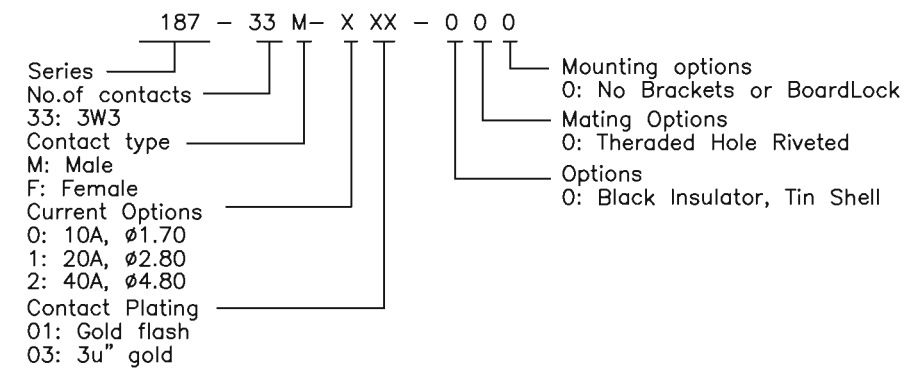 187 - 33 M- X XX - 0 0 0
Series
No.of contacts
33: 3W3
Contact type
M: Male
F: Female
Current Options
0: 10A, ø1.70
1: 20A, ø2.80
2: 40A, ø4.80
Contact Plating
01: Gold flash
03: 3u" gold
Mounting options
0: No Brackets or BoardLock
Mating Options
0: Theraded Hole Riveted
Options
0: Black Insulator, Tin Shell